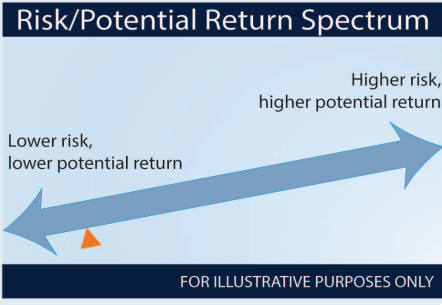 Risk/Potential Return Spectrum
Higher risk,
higher potential return
Lower risk,
lower potential return
FOR ILLUSTRATIVE PURPOSES ONLY